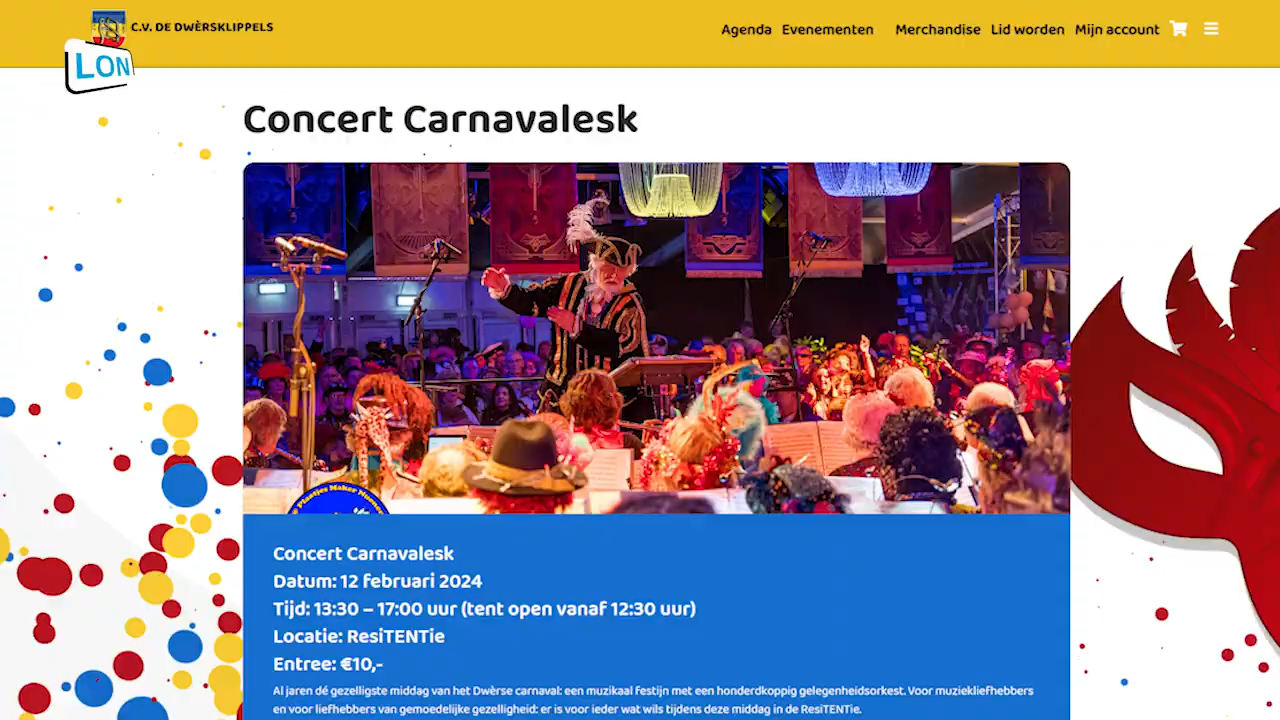 C.V. DE DWÈRSKLIPPELS
LON
Agenda Evenementen Merchandise Lid worden Mijn account
Concert Carnavalesk
Plaatjes Maker
Concert Carnavalesk
Datum: 12 februari 2024
Tijd: 13:30 – 17:00 uur (tent open vanaf 12:30 uur)
Locatie: ResiTENTie
Entree: €10,-
Al jaren dé gezelligste middag van het Dwèrse carnaval: een muzikaal festijn met een honderdkoppig gelegenheidsorkest. Voor muziekliefhebbers
en voor liefhebbers van gemoedelijke gezelligheid: er is voor ieder wat wils tijdens deze middag in de ResiTENTie.